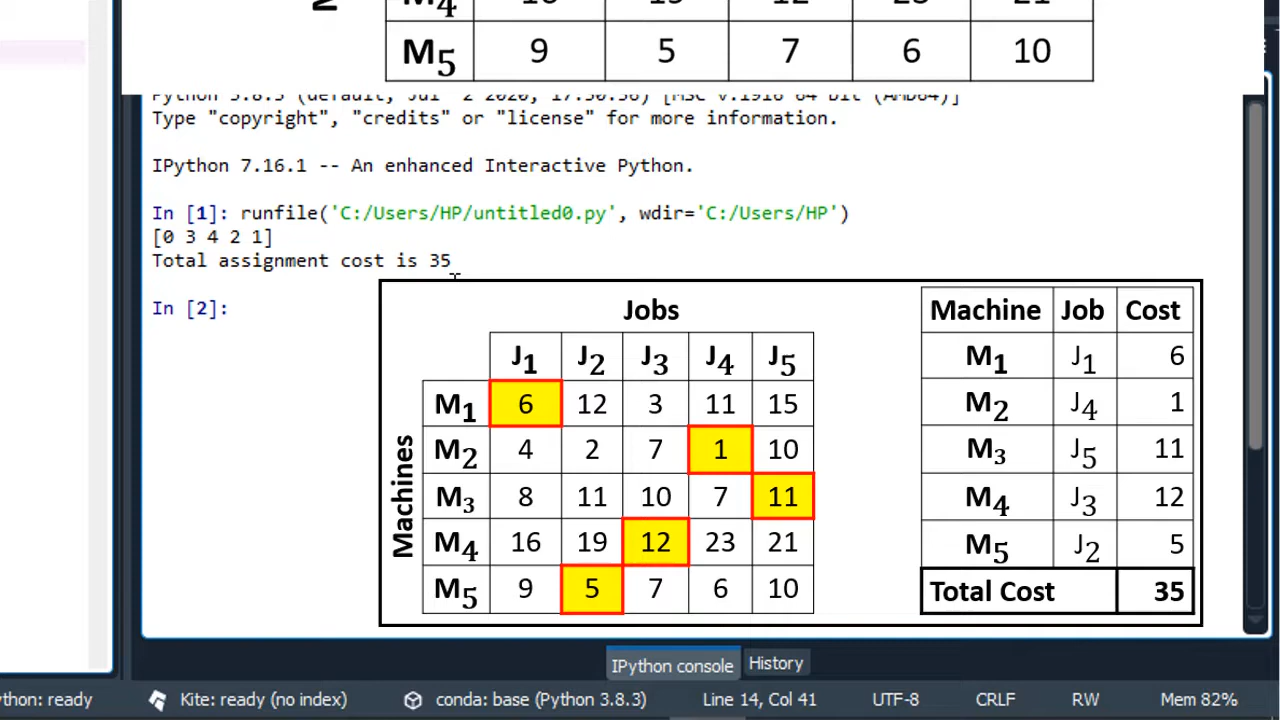 M5 9 5 7 6 10
Type "copyright", "credits" or "license" for more information.
IPython 7.16.1 -- An enhanced Interactive Python.
In [1]: runfile('C:/Users/HP/untitled0.py', wdir='C:/Users/HP')
[0 3 4 2 1]
Total assignment cost is 35
In [2]:
Jobs
J1 J2 J3 J4 J5
Machines
M1 6 12 3 11 15
M2 4 2 7 1 10
M3 8 11 10 7 11
M4 16 19 12 23 21
M5 9 5 7 6 10
Machine Job Cost
M1 J1 6
M2 J4 1
M3 J5 11
M4 J3 12
M5 J2 5
Total Cost 35
IPython console History
thon: ready Kite: ready (no index) conda: base (Python 3.8.3) Line 14, Col 41 UTF-8 CRLF RW Mem 82%